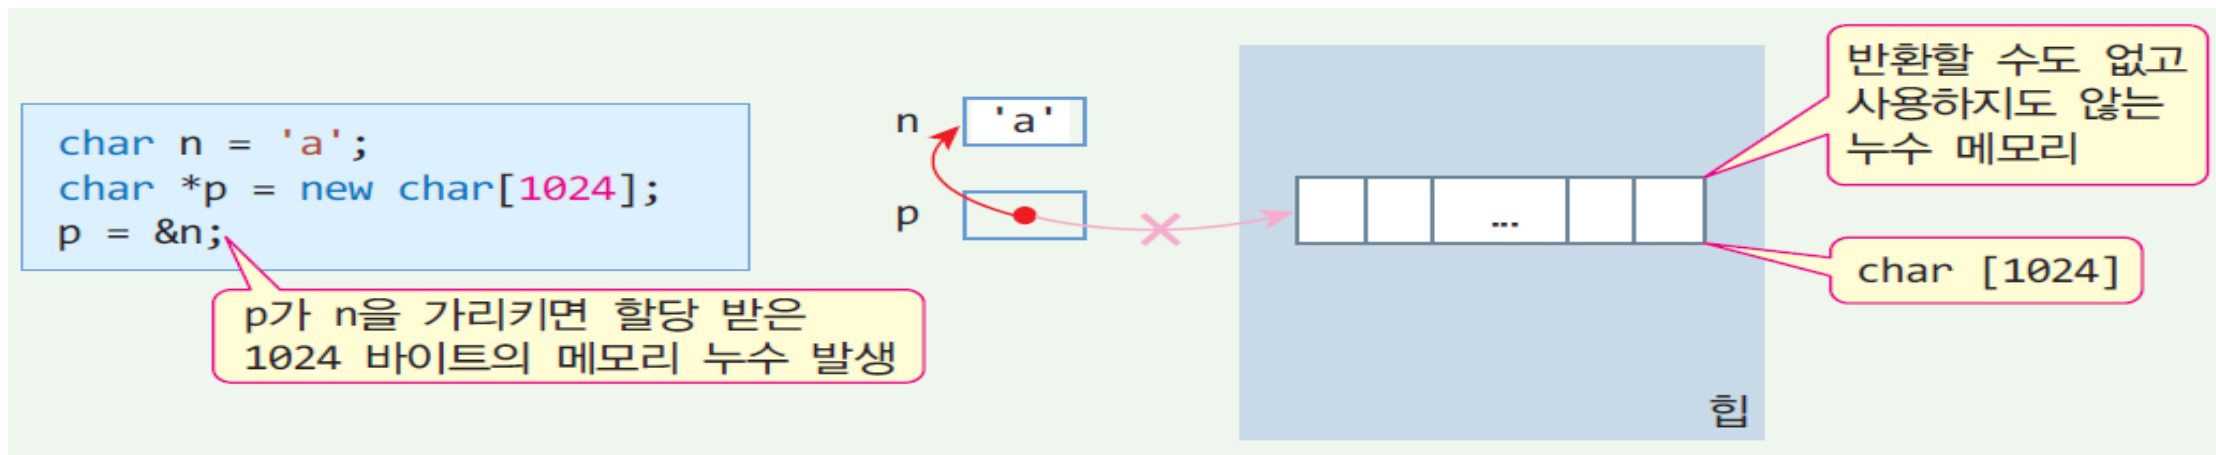 char n = 'a';
char *p = new char[1024];
p = &n;
p가 n을 가리키면 할당 받은
1024 바이트의 메모리 누수 발생
n
'a'
p
...
반환할 수도 없고
사용하지도 않는
누수 메모리
char [1024]
힙